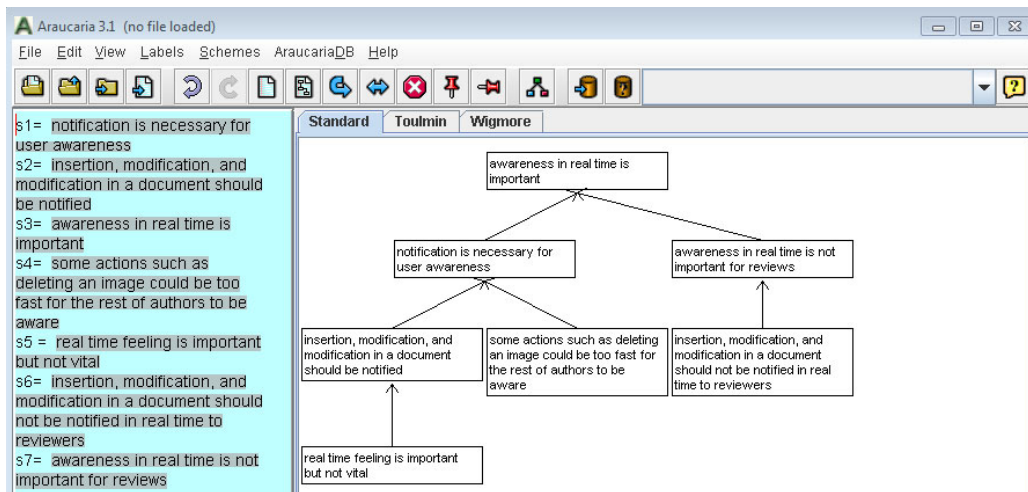 Araucaria 3.1 (no file loaded)
File Edit View Labels Schemes AraucariaDB Help
s1= notification is necessary for
user awareness
s2= insertion, modification, and
modification in a document should
be notified
s3= awareness in real time is
important
s4= some actions such as
deleting an image could be too
fast for the rest of authors to be
aware
s5 = real time feeling is important
but not vital
s6= insertion, modification, and
modification in a document should
not be notified in real time to
reviewers
s7= awareness in real time is not
important for reviews
Standard Toulmin Wigmore
awareness in real time is
important
notification is necessary for
user awareness
awareness in real time is not
important for reviews
insertion, modification, and
modification in a document
should be notified
some actions such as deleting
an image could be too fast for
the rest of authors to be
aware
insertion, modification, and
modification in a document
should not be notified in real
time to reviewers
real time feeling is important
but not vital